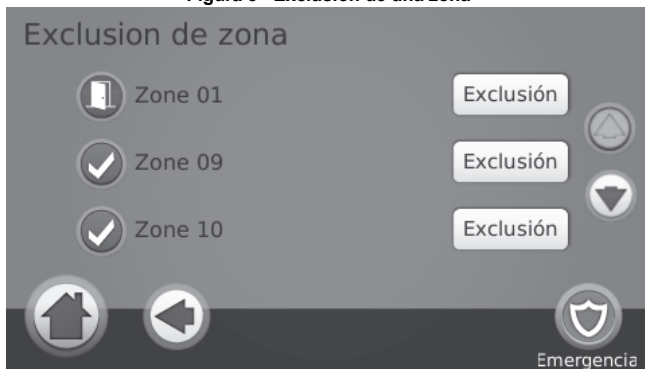 Exclusion de zona
Zone 01 Exclusión
Zone 09 Exclusión
Zone 10 Exclusión
Emergencia